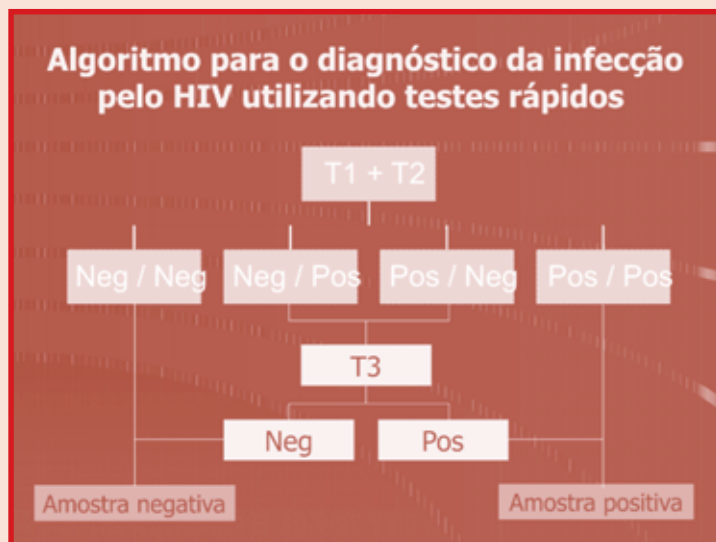 Algoritmo para o diagnóstico da infecção
pelo HIV utilizando testes rápidos
T1 + T2
Neg / Neg
Neg / Pos
Pos / Neg
Pos / Pos
T3
Neg
Pos
Amostra negativa
Amostra positiva